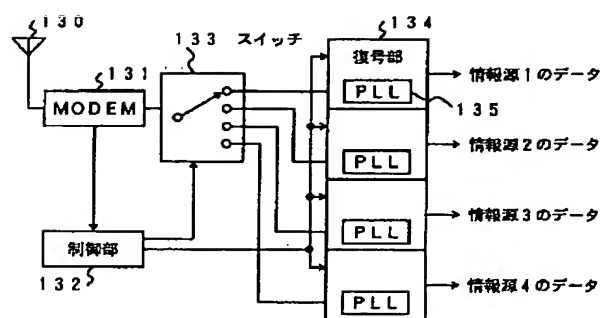 130
133 スイッチ
134
復号部
131
MODEM
PLL
135
情報源1のデータ
PLL
情報源2のデータ
PLL
情報源3のデータ
制御部
132
PLL
情報源4のデータ